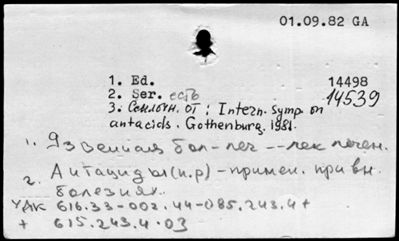 01.09.82 GA
1. Ed. 14498
2. Ser. есть 14539
3. Ссылочн. от: Intern. symp. on
antacids. Gothenburg. 1981.
1. Язвенная бол-леч -- лек лечен.
2. Антациды (п.р) - примен. при вн.
болезнях.
УДК 616.33-002.44-085.243.4 +
+ 615.243.4.03